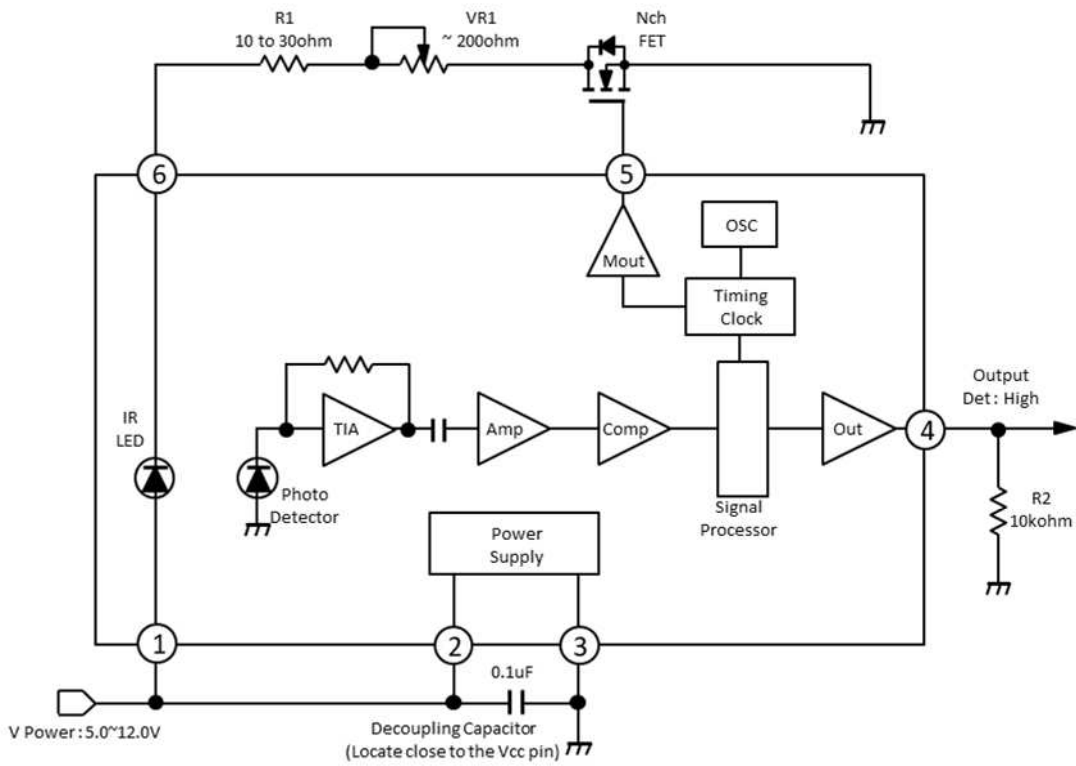 R1
10 to 30ohm
VR1
~ 200ohm
Nch
FET
6
5
OSC
Mout
Timing
Clock
IR
LED
TIA
Amp
Comp
Out
4
Output
Det : High
Photo
Detector
Signal
Processor
R2
10kohm
Power
Supply
1
2
3
0.1uF
V Power : 5.0~12.0V
Decoupling Capacitor
(Locate close to the Vcc pin)